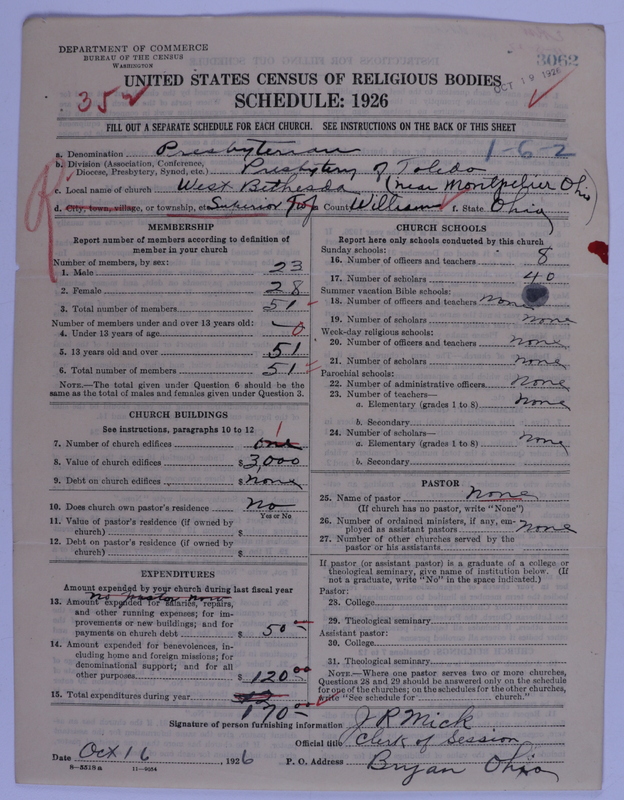 DEPARTMENT OF COMMERCE
BUREAU OF THE CENSUS
WASHINGTON
3062
OCT 19 1926
UNITED STATES CENSUS OF RELIGIOUS BODIES
352
SCHEDULE: 1926
FILL OUT A SEPARATE SCHEDULE FOR EACH CHURCH. SEE INSTRUCTIONS ON THE BACK OF THIS SHEET
a. Denomination Presbyterian 1-6-2
b. Division (Association, Conference,
Diocese, Presbytery, Synod, etc.) Presbytery of Toledo
c. Local name of church West Bethesda (near Montpelier Ohio)
d. City, town, village, or township, etc. Superior Twp County Williams f. State Ohio
MEMBERSHIP
Report number of members according to definition of
member in your church
Number of members, by sex:
1. Male 23
2. Female 28
3. Total number of members 51
Number of members under and over 13 years old:
4. Under 13 years of age 0
5. 13 years old and over 51
6. Total number of members 51
NOTE.—The total given under Question 6 should be the
same as the total of males and females given under Question 3.
CHURCH BUILDINGS
See instructions, paragraphs 10 to 12
7. Number of church edifices one 1
8. Value of church edifices $ 3,000
9. Debt on church edifices $ none
10. Does church own pastor's residence no
Yes or No
11. Value of pastor's residence (if owned by
church) $
12. Debt on pastor's residence (if owned by
church) $
EXPENDITURES
Amount expended by your church during last fiscal year
no pastor now
13. Amount expended for salaries, repairs,
and other running expenses; for im-
provements or new buildings; and for
payments on church debt $ 50
14. Amount expended for benevolences, in-
cluding home and foreign missions; for
denominational support; and for all
other purposes $ 120 00
15. Total expenditures during year
170 00
CHURCH SCHOOLS
Report here only schools conducted by this church
Sunday schools:
16. Number of officers and teachers 8
17. Number of scholars 40
Summer vacation Bible schools:
18. Number of officers and teachers none
19. Number of scholars none
Week-day religious schools:
20. Number of officers and teachers none
21. Number of scholars none
Parochial schools:
22. Number of administrative officers none
23. Number of teachers—
a. Elementary (grades 1 to 8) none
b. Secondary
24. Number of scholars—
a. Elementary (grades 1 to 8) none
b. Secondary
PASTOR
25. Name of pastor none
(If church has no pastor, write "None")
26. Number of ordained ministers, if any, em-
ployed as assistant pastors none
27. Number of other churches served by the
pastor or his assistants
If pastor (or assistant pastor) is a graduate of a college or
theological seminary, give name of institution below. (If
not a graduate, write "No" in the space indicated.)
Pastor:
28. College
29. Theological seminary
Assistant pastor:
30. College
31. Theological seminary
NOTE.—Where one pastor serves two or more churches,
Questions 28 and 29 should be answered only on the schedule
for one of the churches; on the schedules for the other churches,
write "See schedule for church."
Signature of person furnishing information J R Mick
Official title Clerk of Session
Date Oct 16, 1926 P. O. Address Bryan Ohio
8-5518 a 11-9054